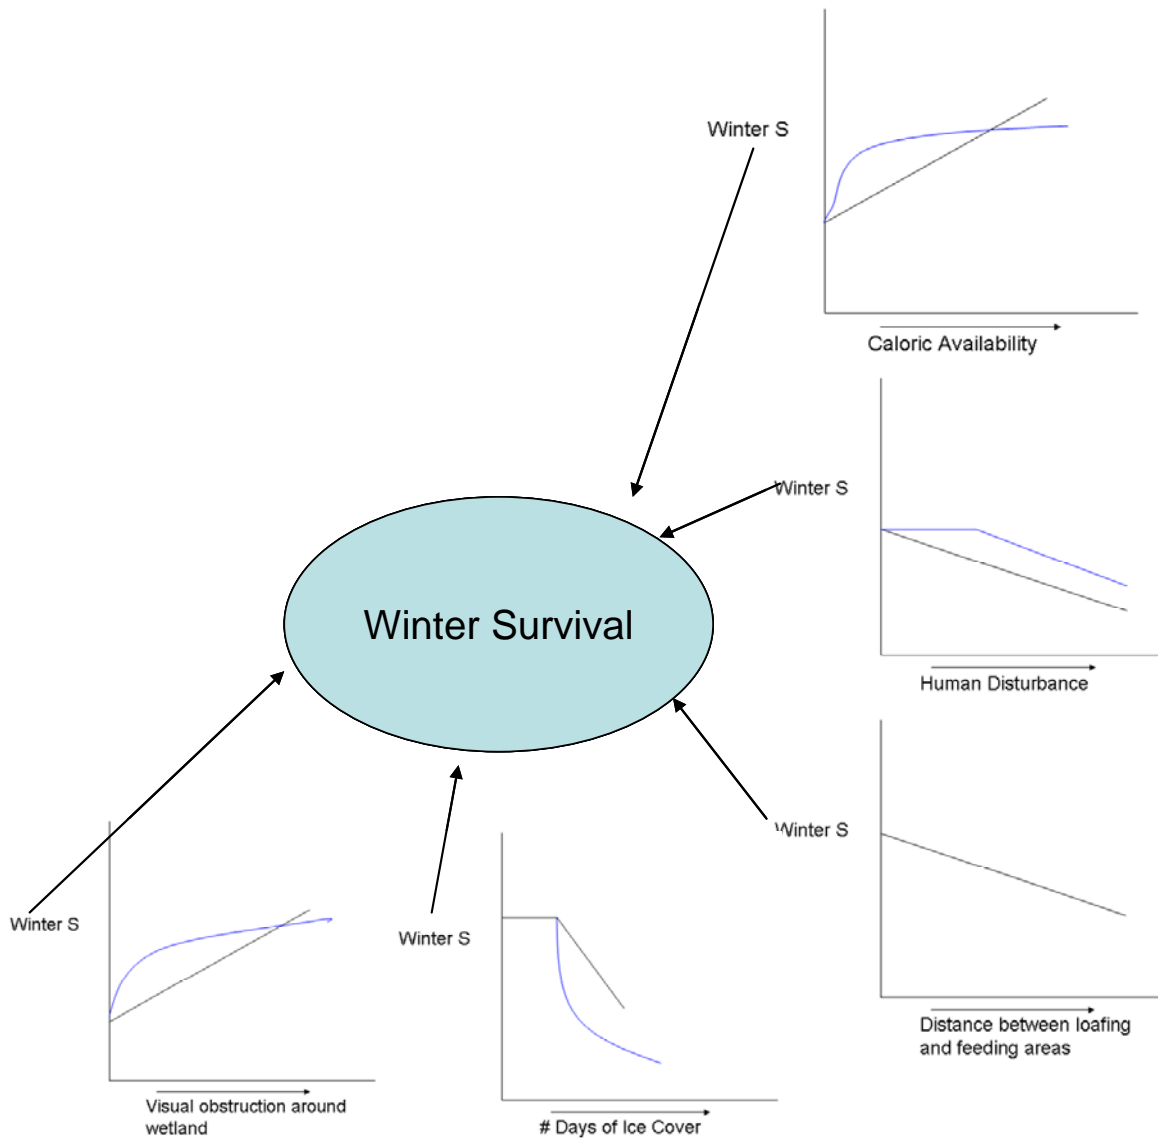 Winter S
Caloric Availability
Winter S
Human Disturbance
Winter Survival
Winter S
Distance between loafing
and feeding areas
Winter S
Visual obstruction around
wetland
Winter S
# Days of Ice Cover